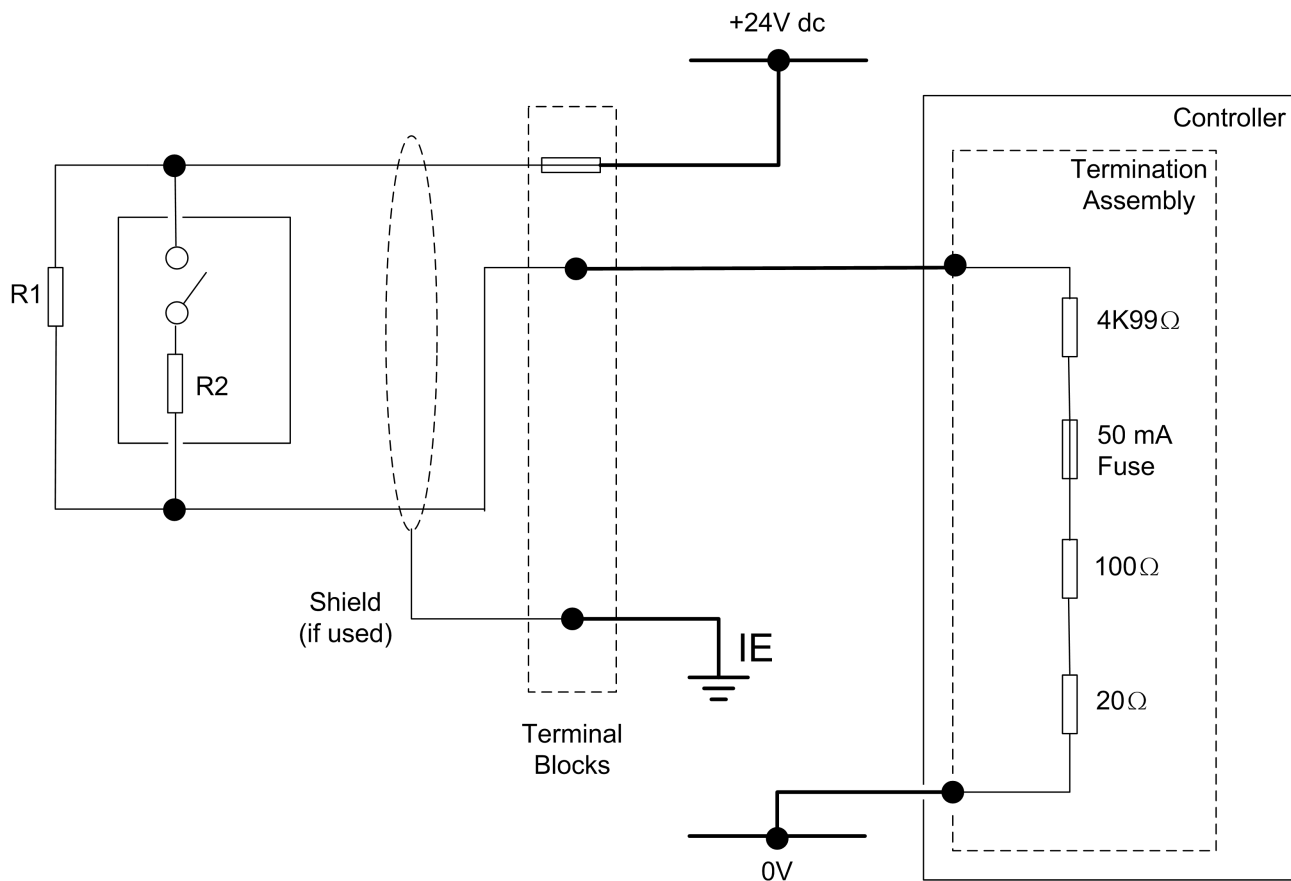 +24V dc
Controller
Termination
Assembly
R1
4K99Ω
R2
50 mA
Fuse
100Ω
Shield
(if used)
IE
20Ω
Terminal
Blocks
0V